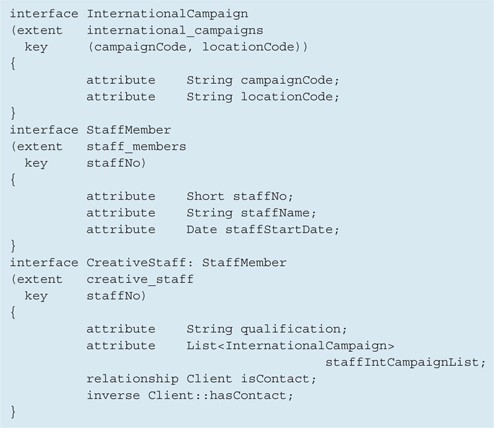 interface InternationalCampaign
(extent international_campaigns
key (campaignCode, locationCode))
{
attribute String campaignCode;
attribute String locationCode;
}
interface StaffMember
(extent staff_members
key staffNo)
{
attribute Short staffNo;
attribute String staffName;
attribute Date staffStartDate;
}
interface CreativeStaff: StaffMember
(extent creative_staff
key staffNo)
{
attribute String qualification;
attribute List<InternationalCampaign>
staffIntCampaignList;
relationship Client isContact;
inverse Client::hasContact;
}